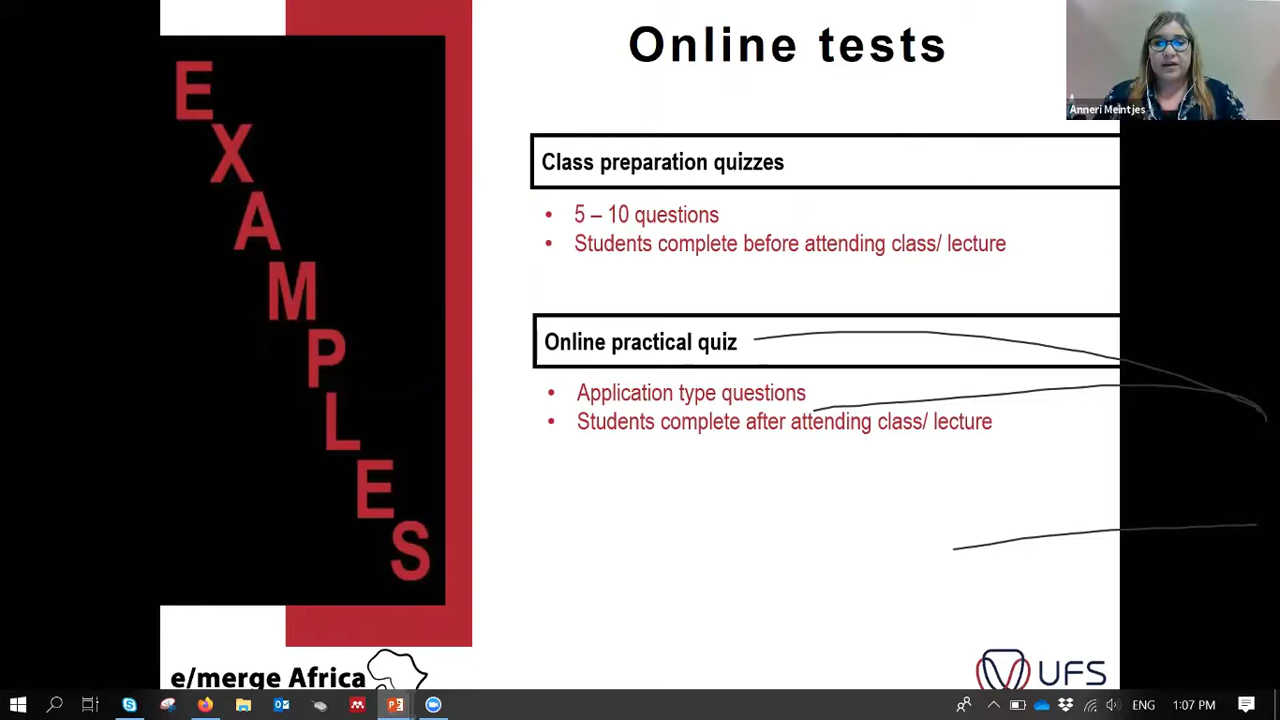 Online tests
EXAMPLES
Anneri Meintjes
Class preparation quizzes
• 5 – 10 questions
• Students complete before attending class/ lecture
Online practical quiz
• Application type questions
• Students complete after attending class/ lecture
e/merge Africa
UFS
ENG
1:07 PM